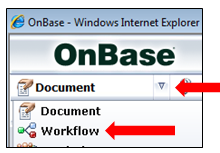 OnBase - Windows Internet Explorer
OnBase
Document
Document
Workflow